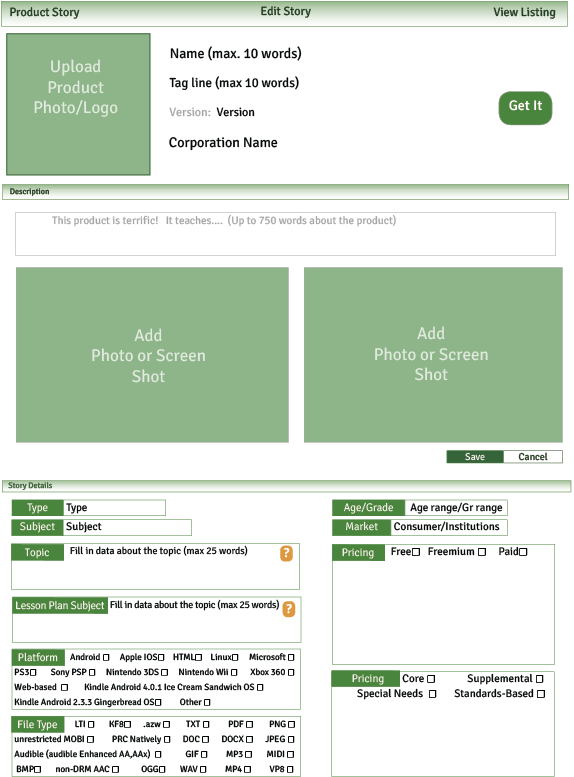 Product Story Edit Story View Listing
Upload
Product
Photo/Logo
Name (max. 10 words)
Tag line (max 10 words)
Version: Version
Corporation Name
Get It
Description
This product is terrific! It teaches.... (Up to 750 words about the product)
Add
Photo or Screen
Shot
Add
Photo or Screen
Shot
Save Cancel
Story Details
Type Type
Subject Subject
Topic Fill in data about the topic (max 25 words) ?
Lesson Plan Subject Fill in data about the topic (max 25 words) ?
Platform Android Apple IOS HTML Linux Microsoft
PS3 Sony PSP Nintendo 3DS Nintendo Wii Xbox 360
Web-based Kindle Android 4.0.1 Ice Cream Sandwich OS
Kindle Android 2.3.3 Gingerbread OS Other
File Type LTI KF8 .azw TXT PDF PNG
unrestricted MOBI PRC Natively DOC DOCX JPEG
Audible (audible Enhanced AA,AAx) GIF MP3 MIDI
BMP non-DRM AAC OGG WAV MP4 VP8
Age/Grade Age range/Gr range
Market Consumer/Institutions
Pricing Free Freemium Paid
Pricing Core Supplemental
Special Needs Standards-Based